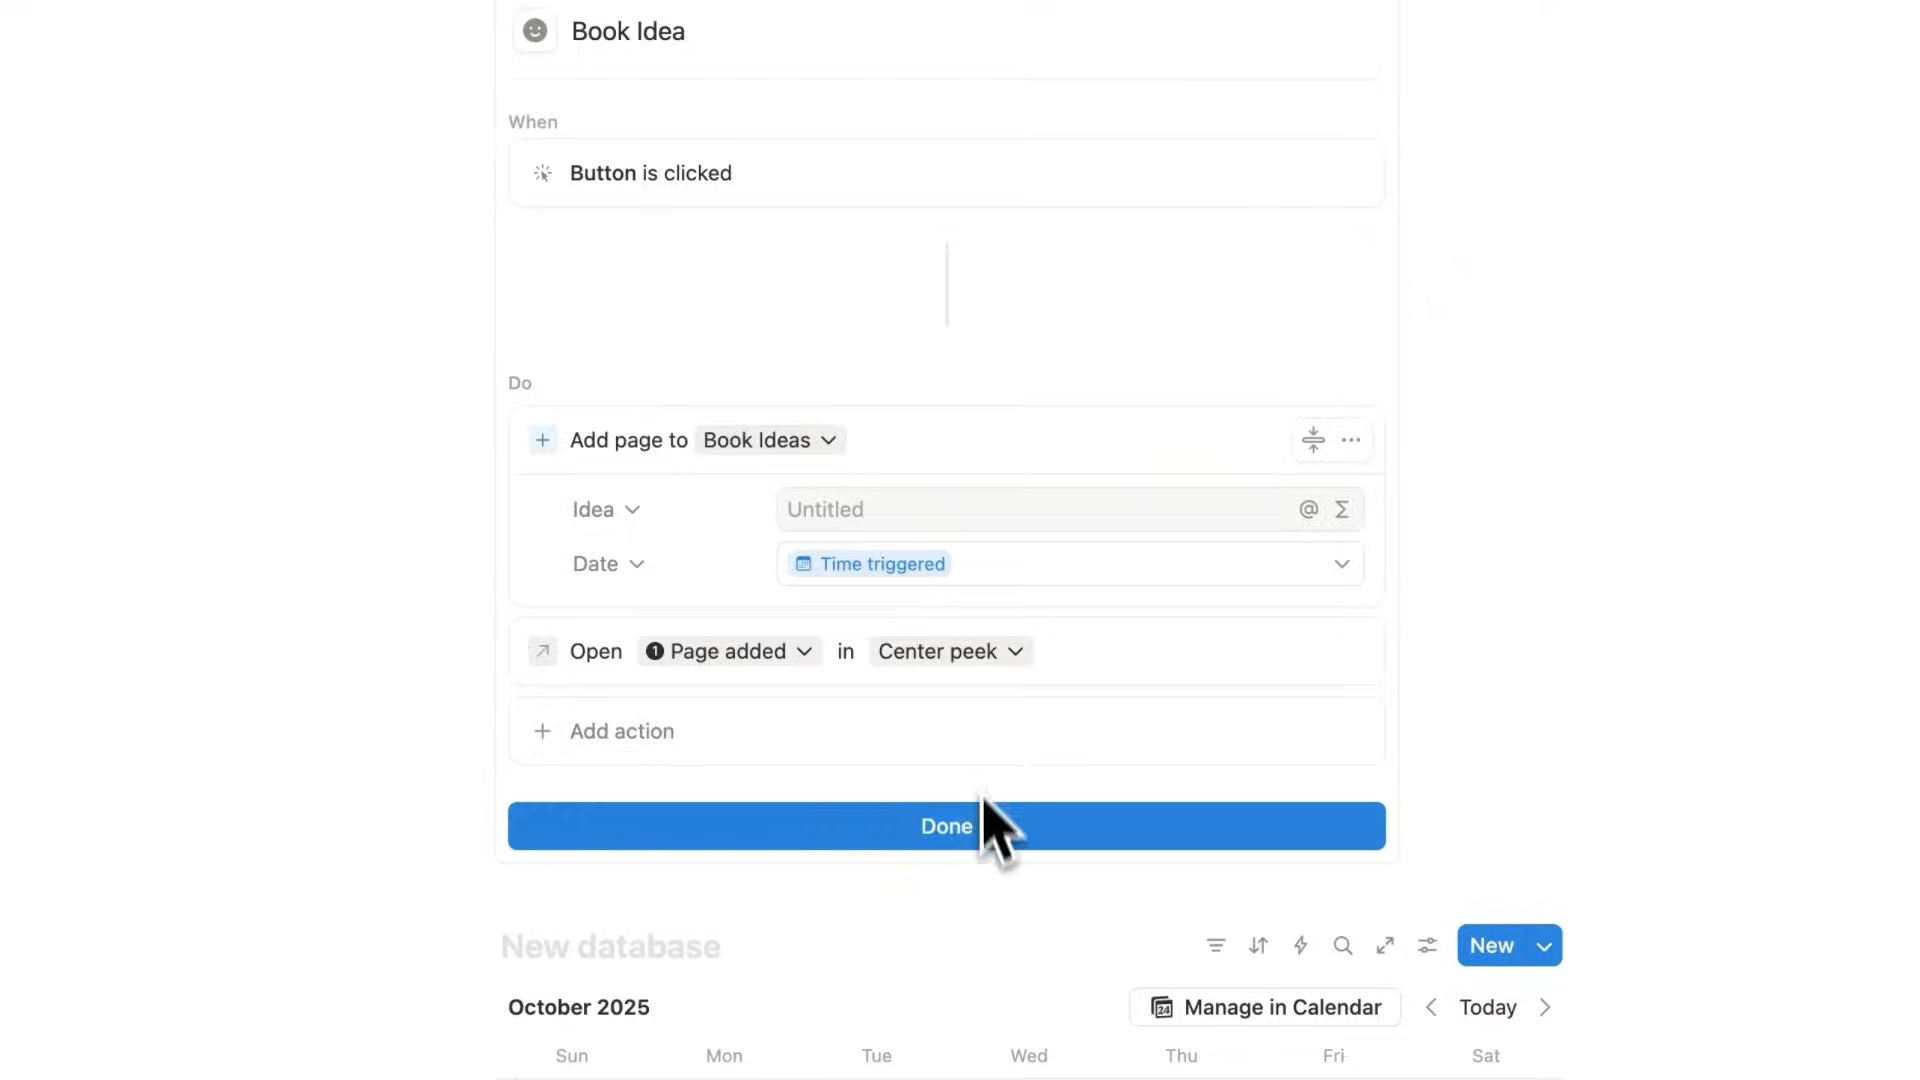 Book Idea
When
Button is clicked
Do
Add page to Book Ideas
Idea Untitled @ Σ
Date Time triggered
Open 1 Page added in Center peek
Add action
Done
New database
New
October 2025 24 Manage in Calendar Today
Sun Mon Tue Wed Thu Fri Sat